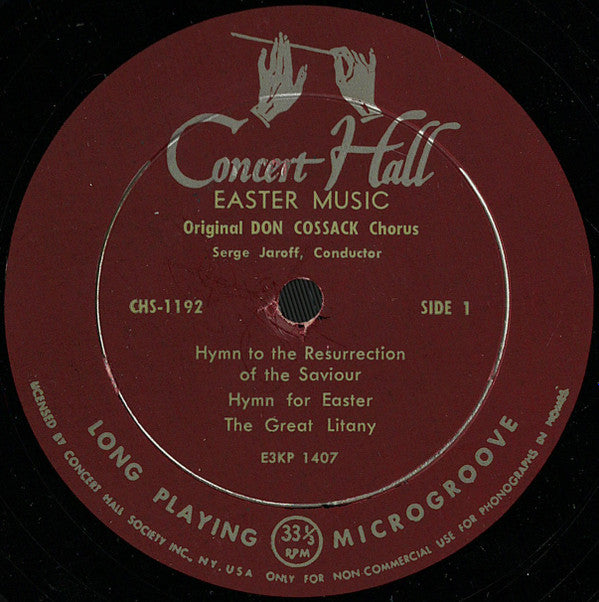 Concert Hall
EASTER MUSIC
Original DON COSSACK Chorus
Serge Jaroff, Conductor
CHS-1192
SIDE 1
Hymn to the Resurrection
of the Saviour
Hymn for Easter
The Great Litany
E3KP 1407
LONG PLAYING
33⅓
RPM
MICROGROOVE
LICENSED BY CONCERT HALL SOCIETY INC., N.Y. USA ONLY FOR NON-COMMERCIAL USE FOR PHONOGRAPHS IN HOMES.